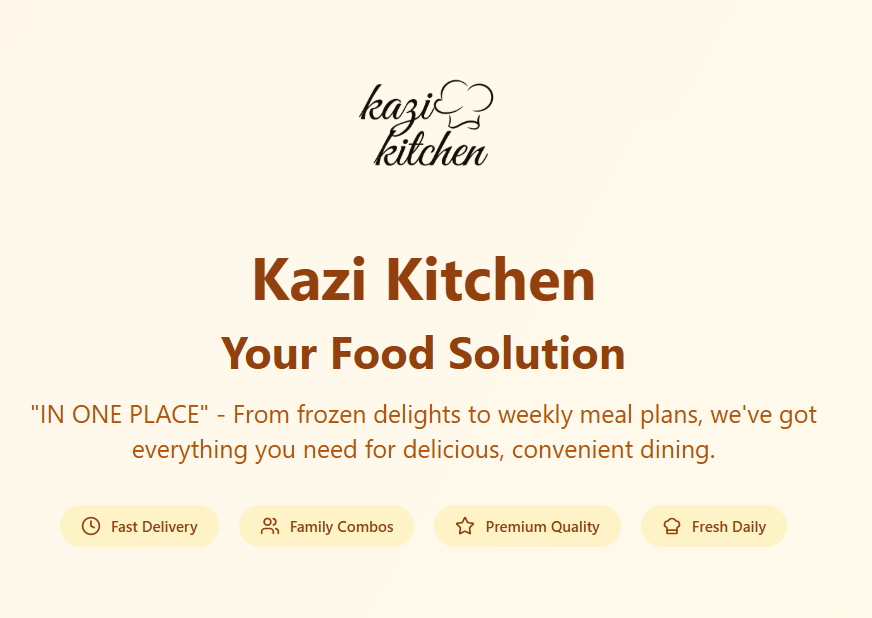 kazi
kitchen
Kazi Kitchen
Your Food Solution
"IN ONE PLACE" - From frozen delights to weekly meal plans, we've got
everything you need for delicious, convenient dining.
Fast Delivery
Family Combos
Premium Quality
Fresh Daily